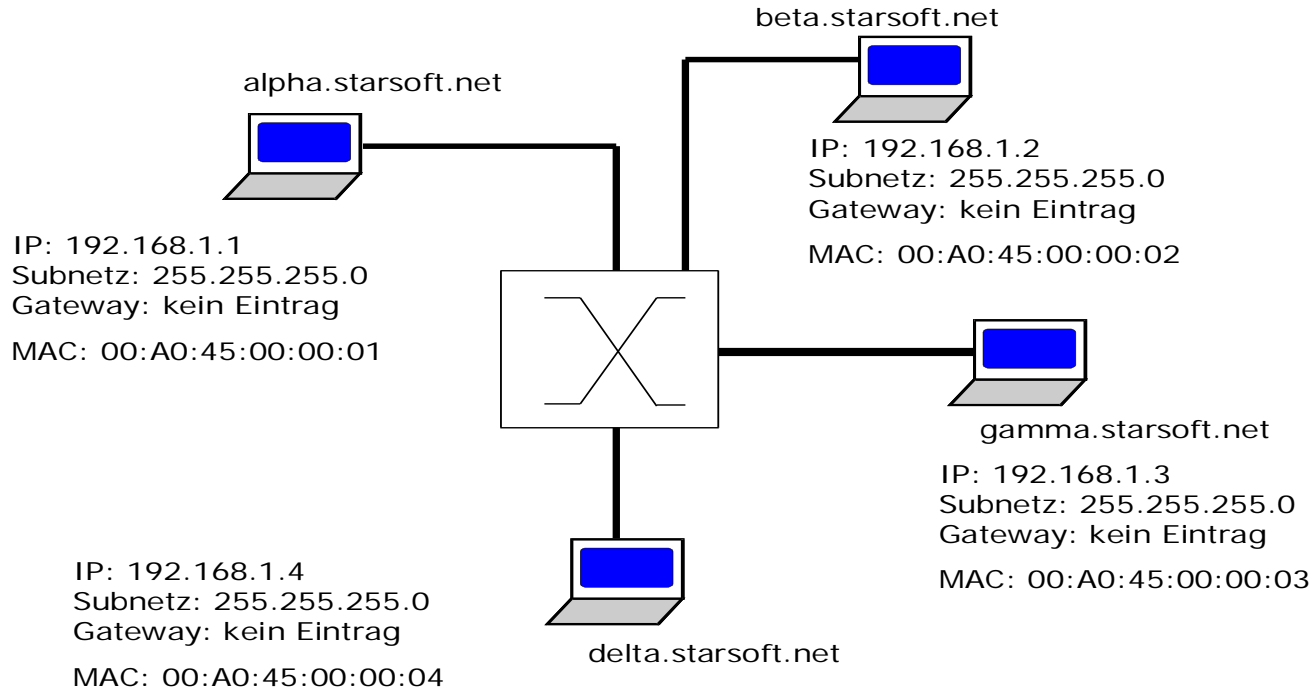 beta.starsoft.net
alpha.starsoft.net
IP: 192.168.1.2
Subnetz: 255.255.255.0
Gateway: kein Eintrag
MAC: 00:A0:45:00:00:02
IP: 192.168.1.1
Subnetz: 255.255.255.0
Gateway: kein Eintrag
MAC: 00:A0:45:00:00:01
gamma.starsoft.net
IP: 192.168.1.3
Subnetz: 255.255.255.0
Gateway: kein Eintrag
MAC: 00:A0:45:00:00:03
IP: 192.168.1.4
Subnetz: 255.255.255.0
Gateway: kein Eintrag
MAC: 00:A0:45:00:00:04
delta.starsoft.net